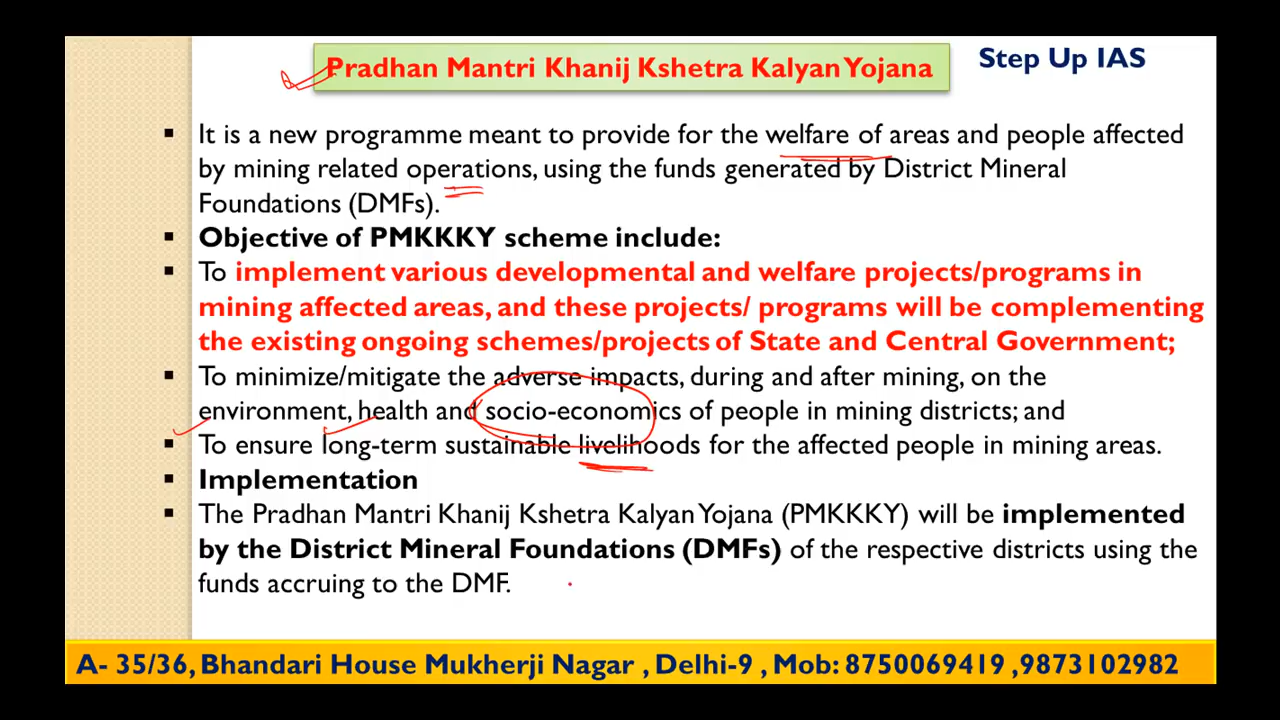 Pradhan Mantri Khanij Kshetra Kalyan Yojana
Step Up IAS
▪ It is a new programme meant to provide for the welfare of areas and people affected
by mining related operations, using the funds generated by District Mineral
Foundations (DMFs).
▪ Objective of PMKKKY scheme include:
▪ To implement various developmental and welfare projects/programs in
mining affected areas, and these projects/ programs will be complementing
the existing ongoing schemes/projects of State and Central Government;
▪ To minimize/mitigate the adverse impacts, during and after mining, on the
environment, health and socio-economics of people in mining districts; and
▪ To ensure long-term sustainable livelihoods for the affected people in mining areas.
▪ Implementation
▪ The Pradhan Mantri Khanij Kshetra Kalyan Yojana (PMKKKY) will be implemented
by the District Mineral Foundations (DMFs) of the respective districts using the
funds accruing to the DMF.
A- 35/36, Bhandari House Mukherji Nagar , Delhi-9 , Mob: 8750069419 ,9873102982